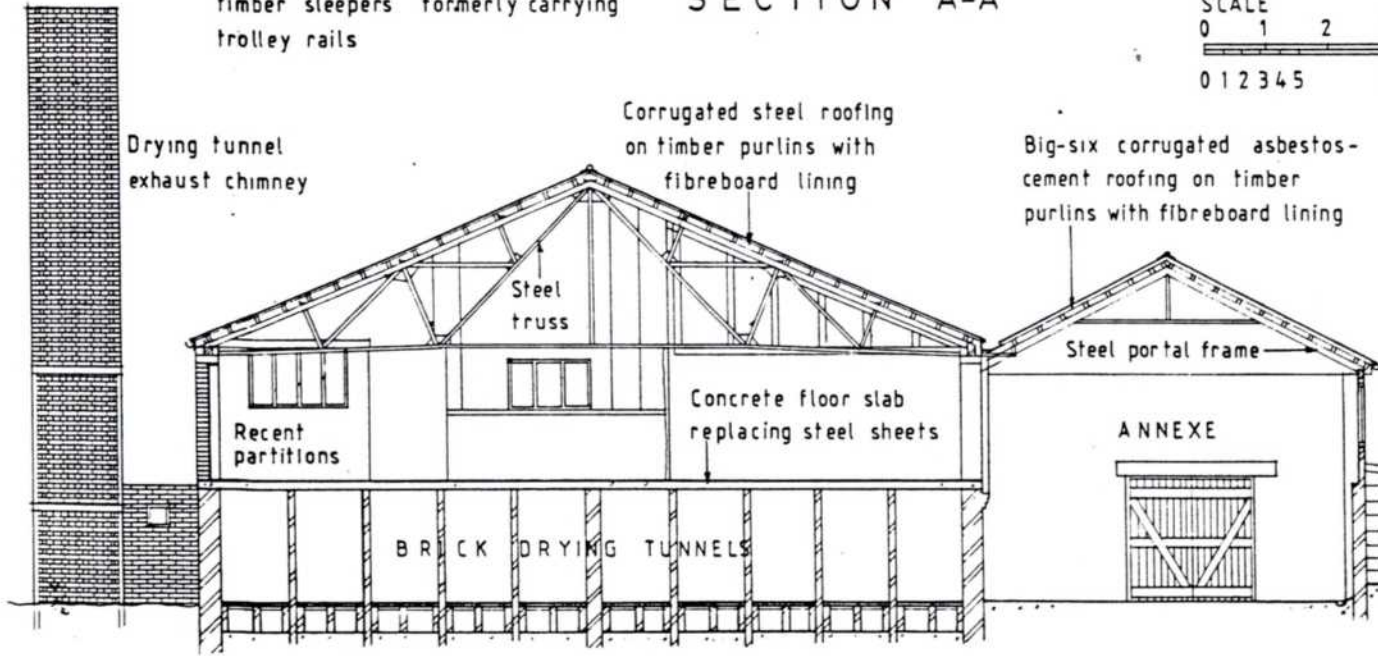 timber sleepers formerly carrying
trolley rails
SECTION A-A
SCALE
0 1 2
0 1 2 3 4 5
Drying tunnel
exhaust chimney
Corrugated steel roofing
on timber purlins with
fibreboard lining
Big-six corrugated asbestos-
cement roofing on timber
purlins with fibreboard lining
Steel
truss
Steel portal frame
Recent
partitions
Concrete floor slab
replacing steel sheets
ANNEXE
BRICK DRYING TUNNELS